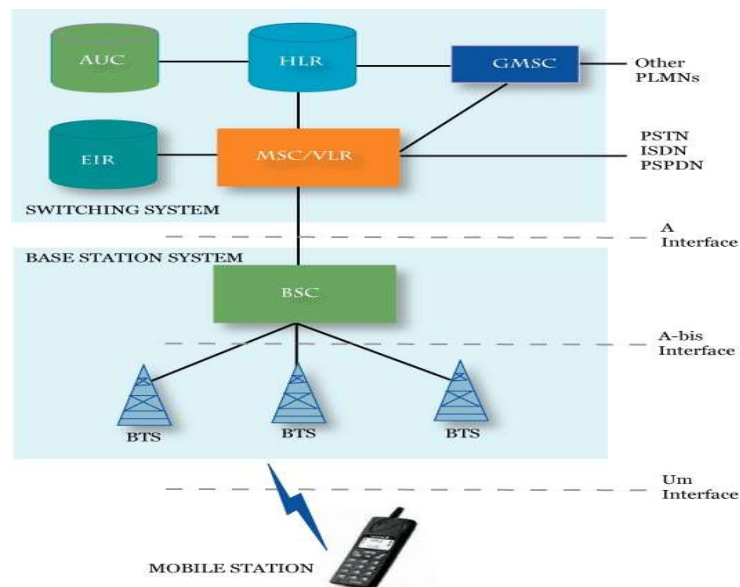 AUC
HLR
GMSC
Other
PLMNs
EIR
MSC/VLR
PSTN
ISDN
PSPDN
SWITCHING SYSTEM
A
Interface
BASE STATION SYSTEM
BSC
A-bis
Interface
BTS
BTS
BTS
Um
Interface
MOBILE STATION